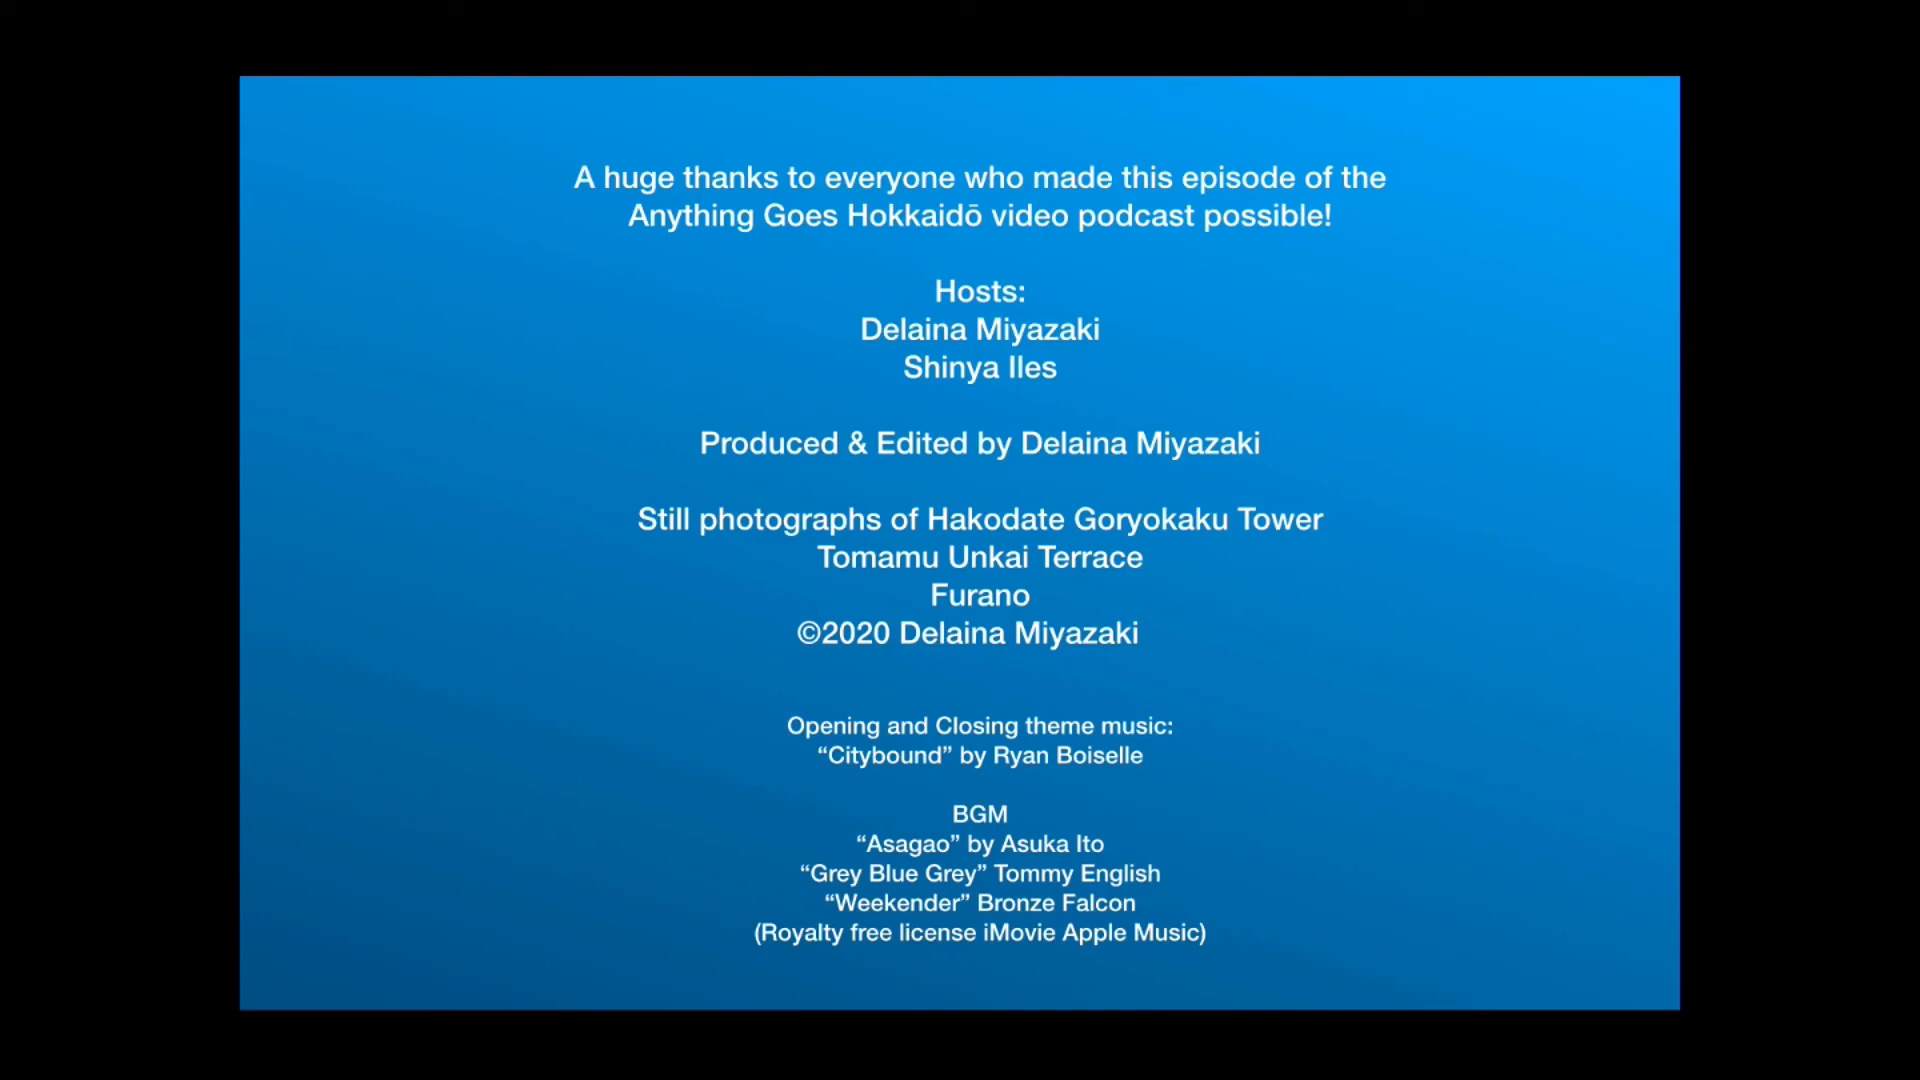 A huge thanks to everyone who made this episode of the
Anything Goes Hokkaidō video podcast possible!
Hosts:
Delaina Miyazaki
Shinya Iles
Produced & Edited by Delaina Miyazaki
Still photographs of Hakodate Goryokaku Tower
Tomamu Unkai Terrace
Furano
©2020 Delaina Miyazaki
Opening and Closing theme music:
“Citybound” by Ryan Boiselle
BGM
“Asagao” by Asuka Ito
“Grey Blue Grey” Tommy English
“Weekender” Bronze Falcon
(Royalty free license iMovie Apple Music)